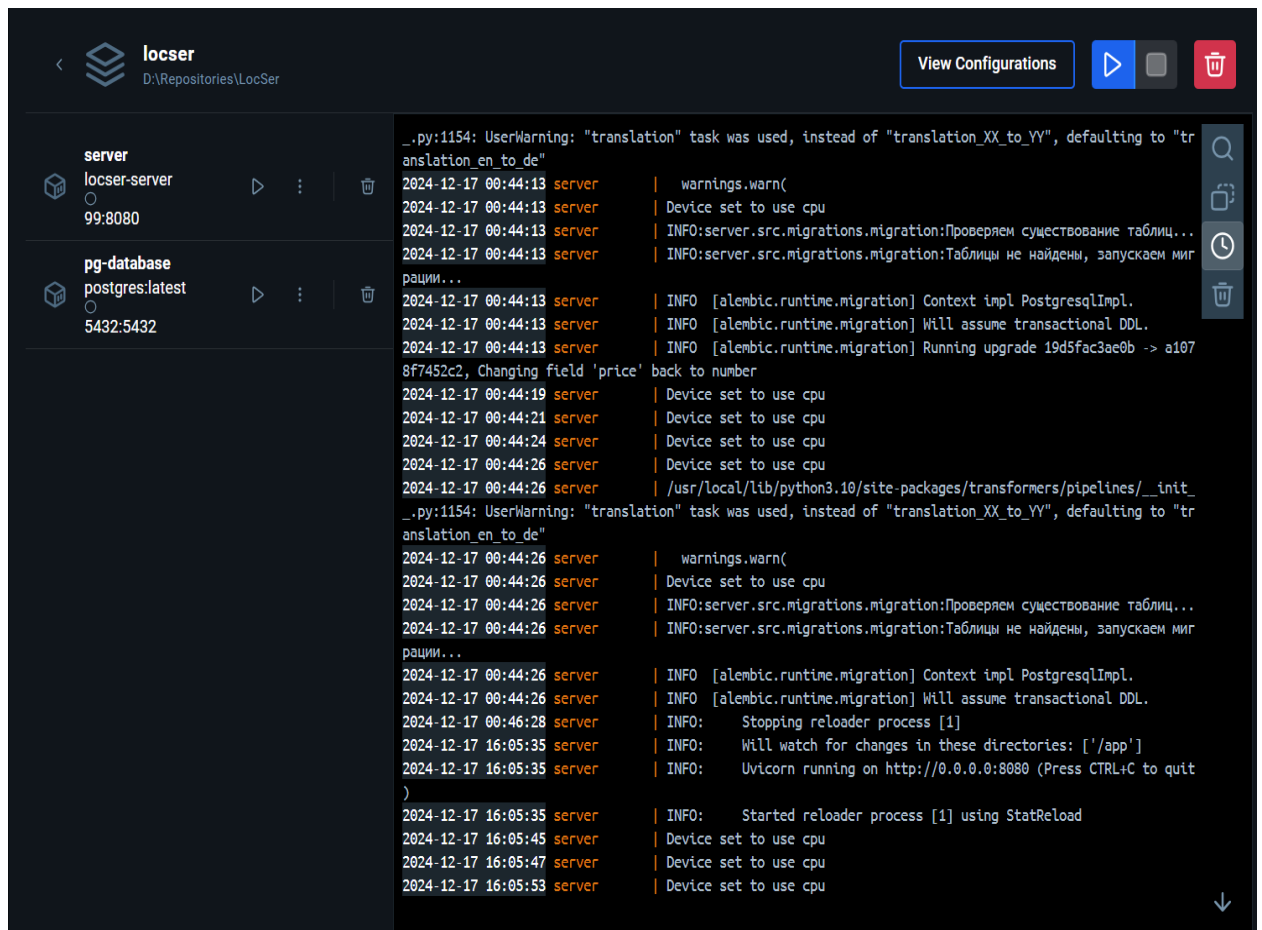 locser
D:\Repositories\LocSer
View Configurations
server
locser-server
99:8080
pg-database
postgres:latest
5432:5432
_.py:1154: UserWarning: "translation" task was used, instead of "translation_XX_to_YY", defaulting to "tr
anslation_en_to_de"
2024-12-17 00:44:13 server | warnings.warn(
2024-12-17 00:44:13 server | Device set to use cpu
2024-12-17 00:44:13 server | INFO:server.src.migrations.migration:Проверяем существование таблиц...
2024-12-17 00:44:13 server | INFO:server.src.migrations.migration:Таблицы не найдены, запускаем миг
рации...
2024-12-17 00:44:13 server | INFO [alembic.runtime.migration] Context impl PostgresqlImpl.
2024-12-17 00:44:13 server | INFO [alembic.runtime.migration] Will assume transactional DDL.
2024-12-17 00:44:13 server | INFO [alembic.runtime.migration] Running upgrade 19d5fac3ae0b -> a107
8f7452c2, Changing field 'price' back to number
2024-12-17 00:44:19 server | Device set to use cpu
2024-12-17 00:44:21 server | Device set to use cpu
2024-12-17 00:44:24 server | Device set to use cpu
2024-12-17 00:44:26 server | Device set to use cpu
2024-12-17 00:44:26 server | /usr/local/lib/python3.10/site-packages/transformers/pipelines/__init_
_.py:1154: UserWarning: "translation" task was used, instead of "translation_XX_to_YY", defaulting to "tr
anslation_en_to_de"
2024-12-17 00:44:26 server | warnings.warn(
2024-12-17 00:44:26 server | Device set to use cpu
2024-12-17 00:44:26 server | INFO:server.src.migrations.migration:Проверяем существование таблиц...
2024-12-17 00:44:26 server | INFO:server.src.migrations.migration:Таблицы не найдены, запускаем миг
рации...
2024-12-17 00:44:26 server | INFO [alembic.runtime.migration] Context impl PostgresqlImpl.
2024-12-17 00:44:26 server | INFO [alembic.runtime.migration] Will assume transactional DDL.
2024-12-17 00:46:28 server | INFO: Stopping reloader process [1]
2024-12-17 16:05:35 server | INFO: Will watch for changes in these directories: ['/app']
2024-12-17 16:05:35 server | INFO: Uvicorn running on http://0.0.0.0:8080 (Press CTRL+C to quit
)
2024-12-17 16:05:35 server | INFO: Started reloader process [1] using StatReload
2024-12-17 16:05:45 server | Device set to use cpu
2024-12-17 16:05:47 server | Device set to use cpu
2024-12-17 16:05:53 server | Device set to use cpu